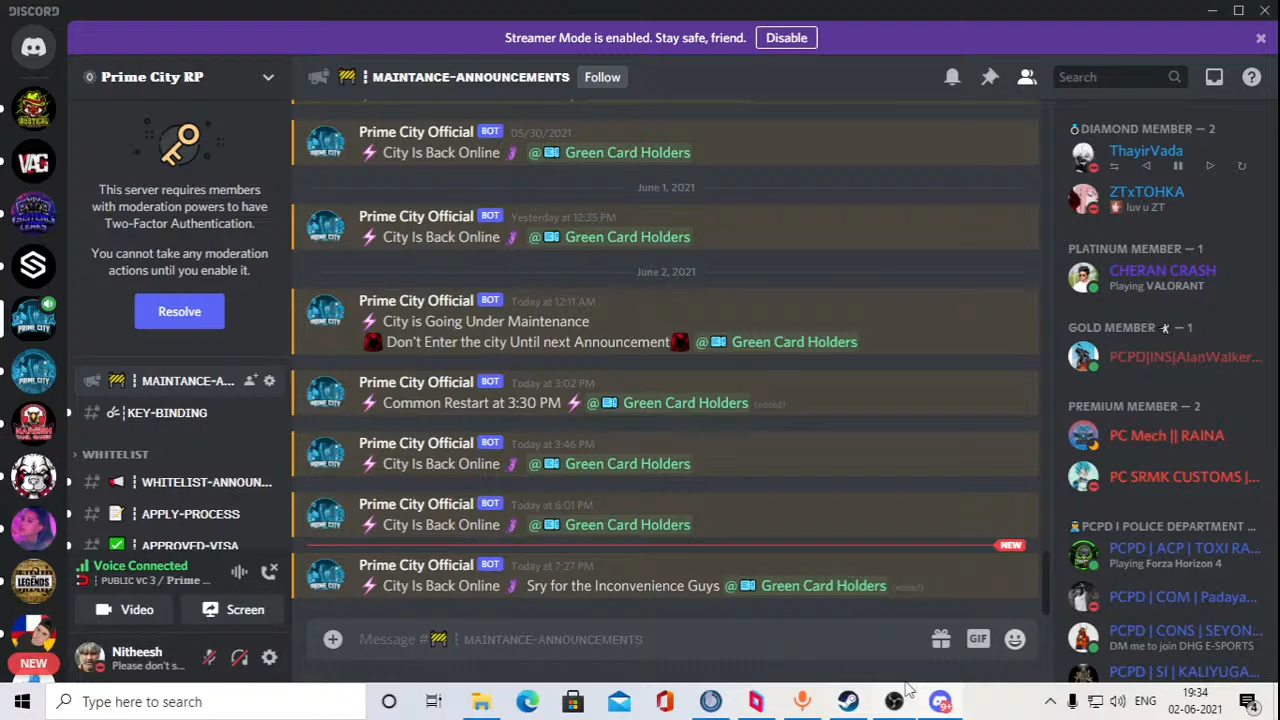 DISCORD
Streamer Mode is enabled. Stay safe, friend. Disable
Prime City RP
This server requires members
with moderation powers to have
Two-Factor Authentication.
You cannot take any moderation
actions until you enable it.
Resolve
MAINTANCE-A...
KEY-BINDING
WHITELIST
WHITELIST-ANNOUN...
APPLY-PROCESS
APPROVED-VISA
Voice Connected
PUBLIC VC 3 / Prime ...
Video
Screen
Nitheesh
Please don't s...
NEW
MAINTANCE-ANNOUNCEMENTS Follow
Search
Prime City Official BOT 05/30/2021
City Is Back Online @ Green Card Holders
June 1, 2021
Prime City Official BOT Yesterday at 12:35 PM
City Is Back Online @ Green Card Holders
June 2, 2021
Prime City Official BOT Today at 12:11 AM
City is Going Under Maintenance
Don't Enter the city Until next Announcement @ Green Card Holders
Prime City Official BOT Today at 3:02 PM
Common Restart at 3:30 PM @ Green Card Holders (edited)
Prime City Official BOT Today at 3:46 PM
City Is Back Online @ Green Card Holders
Prime City Official BOT Today at 6:01 PM
City Is Back Online @ Green Card Holders
NEW
Prime City Official BOT Today at 7:27 PM
City Is Back Online Sry for the Inconvenience Guys @ Green Card Holders (edited)
Message # MAINTANCE-ANNOUNCEMENTS
GIF
DIAMOND MEMBER — 2
ThayirVada
ZTxTOHKA
luv u ZT
PLATINUM MEMBER — 1
CHERAN CRASH
Playing VALORANT
GOLD MEMBER — 1
PCPD|INS|AlanWalker...
PREMIUM MEMBER — 2
PC Mech || RAINA
PC SRMK CUSTOMS |...
PCPD I POLICE DEPARTMENT ...
PCPD | ACP | TOXI RA...
Playing Forza Horizon 4
PCPD | COM | Padaya...
PCPD | CONS | SEYON...
DM me to join DHG E-SPORTS
PCPD | SI | KALIYUGA...
VAG
PRIME CITY
PRIME CITY
LEGENDS
Type here to search
9+
19:34
02-06-2021
4